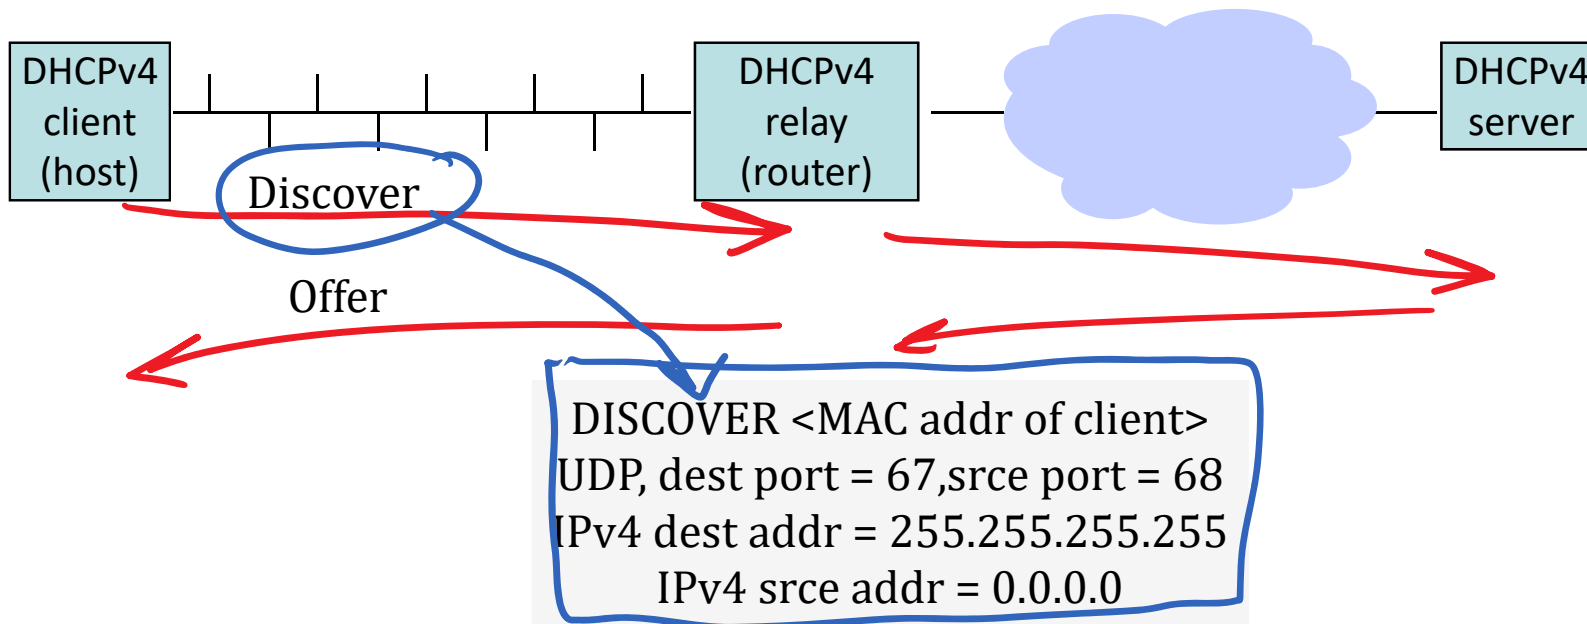 DHCPv4
client
(host)
DHCPv4
relay
(router)
DHCPv4
server
Discover
Offer
DISCOVER <MAC addr of client>
UDP, dest port = 67,srce port = 68
IPv4 dest addr = 255.255.255.255
IPv4 srce addr = 0.0.0.0